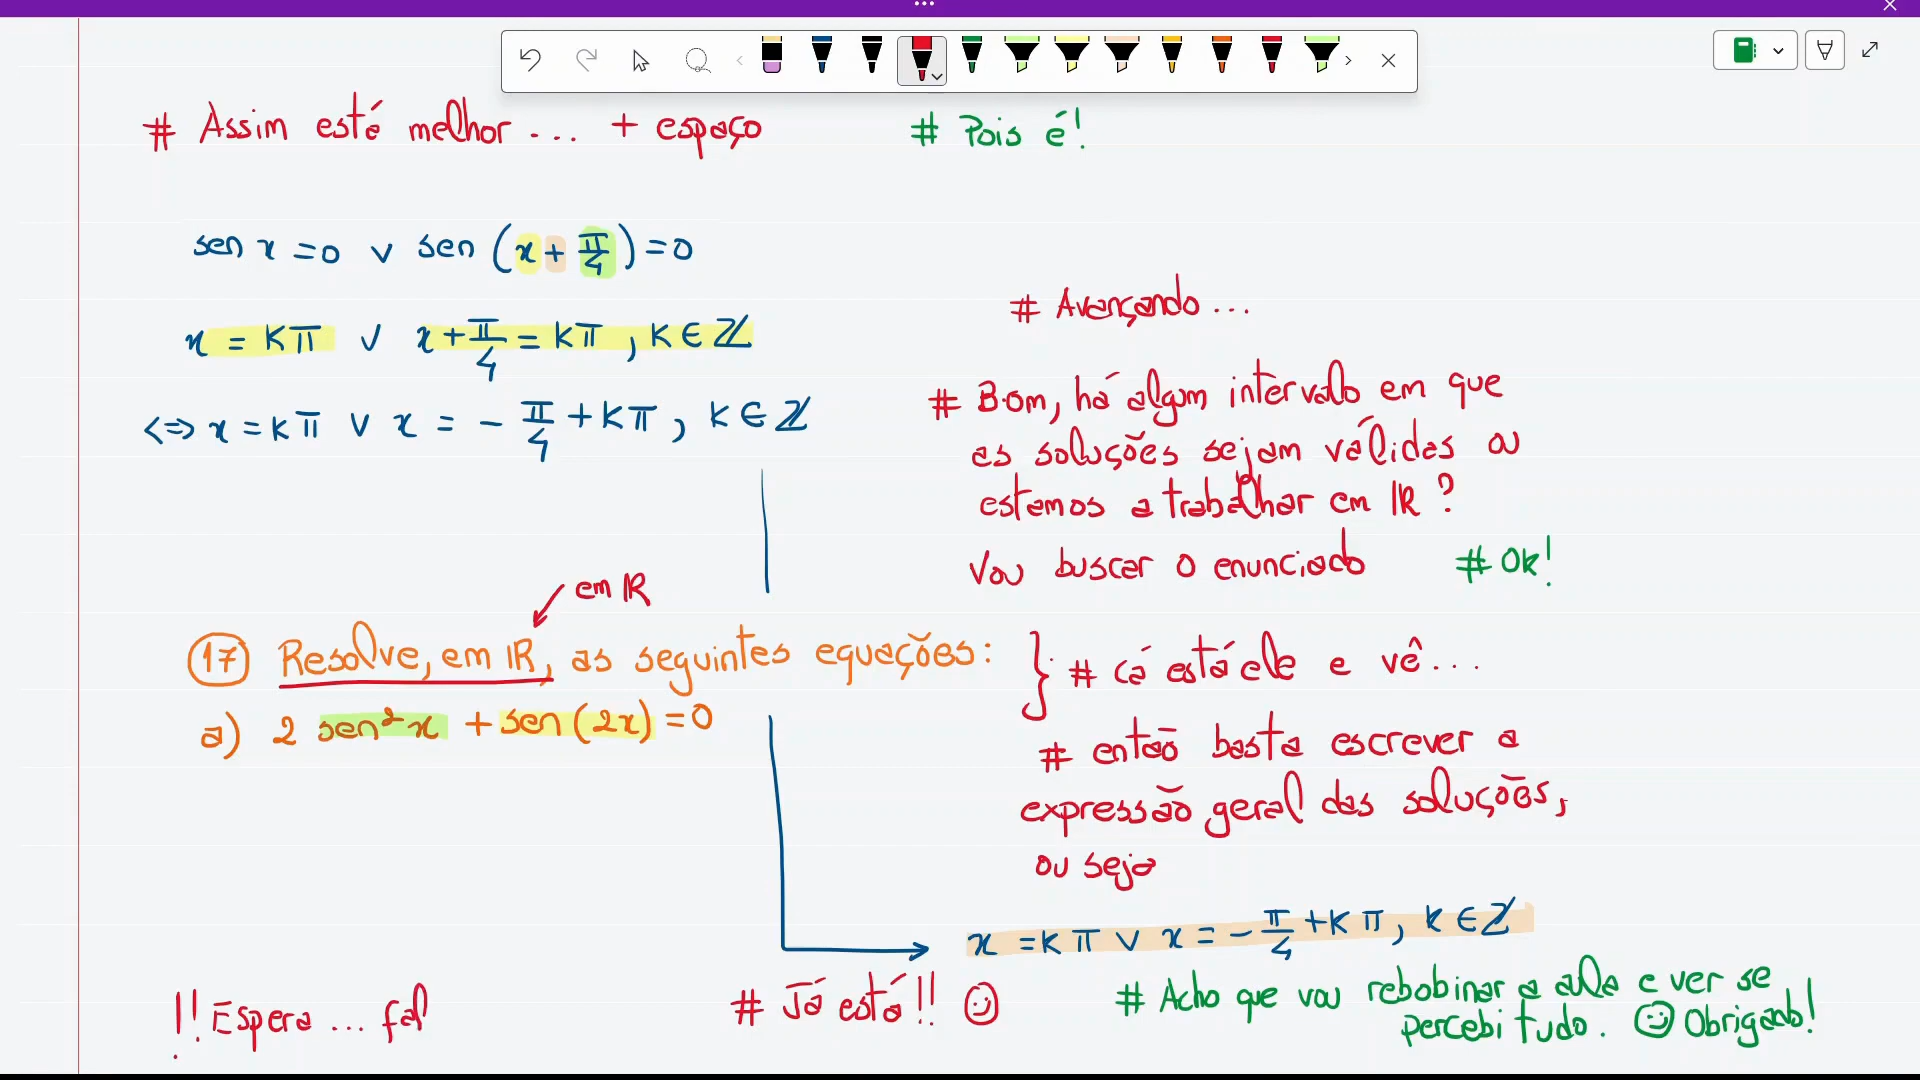 # Assim está melhor ... + espaço
# Pois é!
sen x = 0 ∨ sen (x + π/4) = 0
x = kπ ∨ x + π/4 = kπ , k ∈ ℤ
<=> x = kπ ∨ x = - π/4 + kπ , k ∈ ℤ
# Avançando ...
# Bom, há algum intervalo em que
as soluções sejam válidas ou
estamos a trabalhar em IR ?
Vou buscar o enunciado
# Ok!
em IR
17 Resolve, em IR, as seguintes equações:
a) 2 sen²x + sen (2x) = 0
} # Cá está ele e vê ...
# então basta escrever a
expressão geral das soluções,
ou seja
x = kπ ∨ x = - π/4 + kπ , k ∈ ℤ
!! Espera ... fal
# Já está!! ☺
# Acho que vou rebobinar a aula e ver se
percebi tudo. ☺ Obrigado!